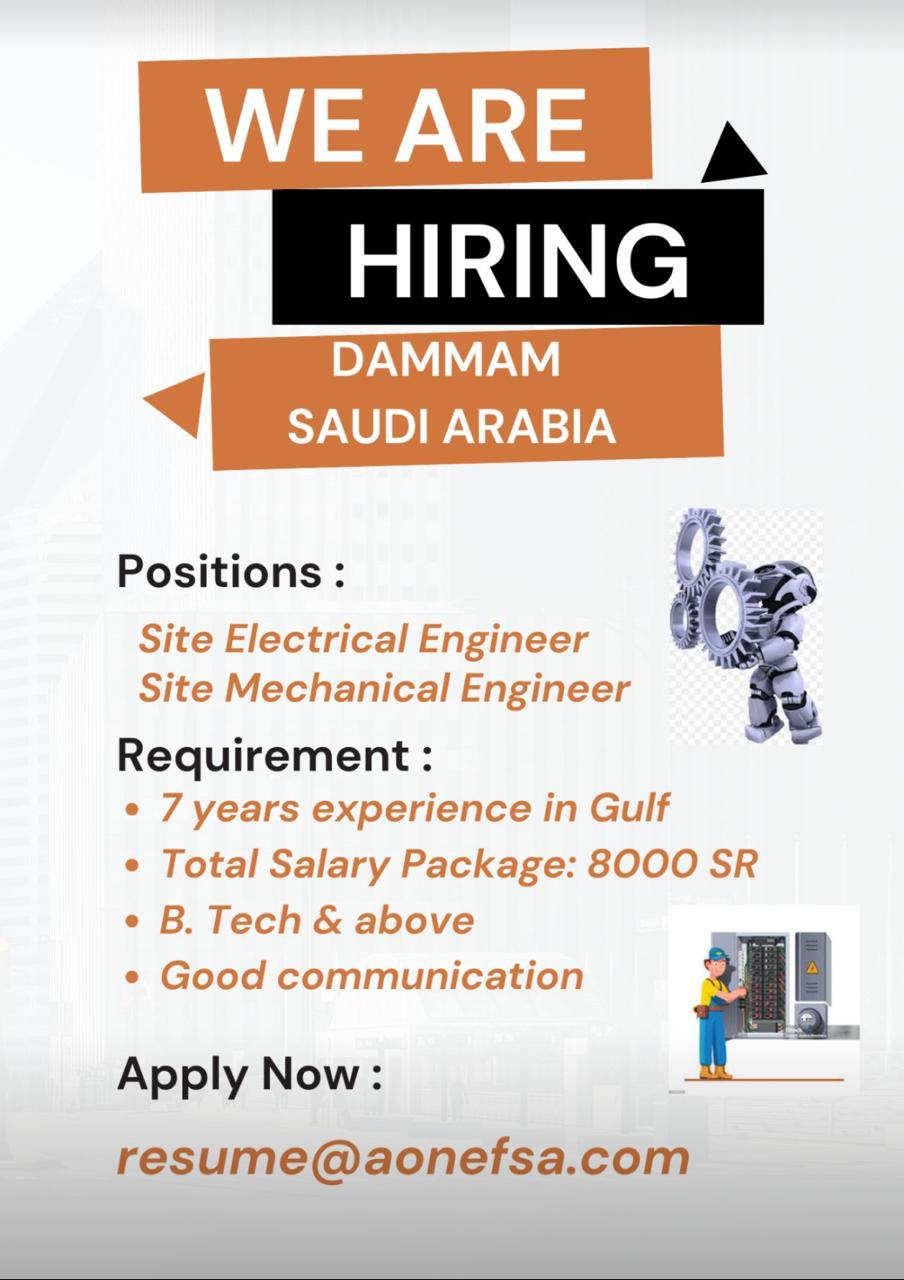 WE ARE
HIRING
DAMMAM
SAUDI ARABIA
Positions :
Site Electrical Engineer
Site Mechanical Engineer
Requirement :
• 7 years experience in Gulf
• Total Salary Package: 8000 SR
• B. Tech & above
• Good communication
Apply Now :
resume@aonefsa.com